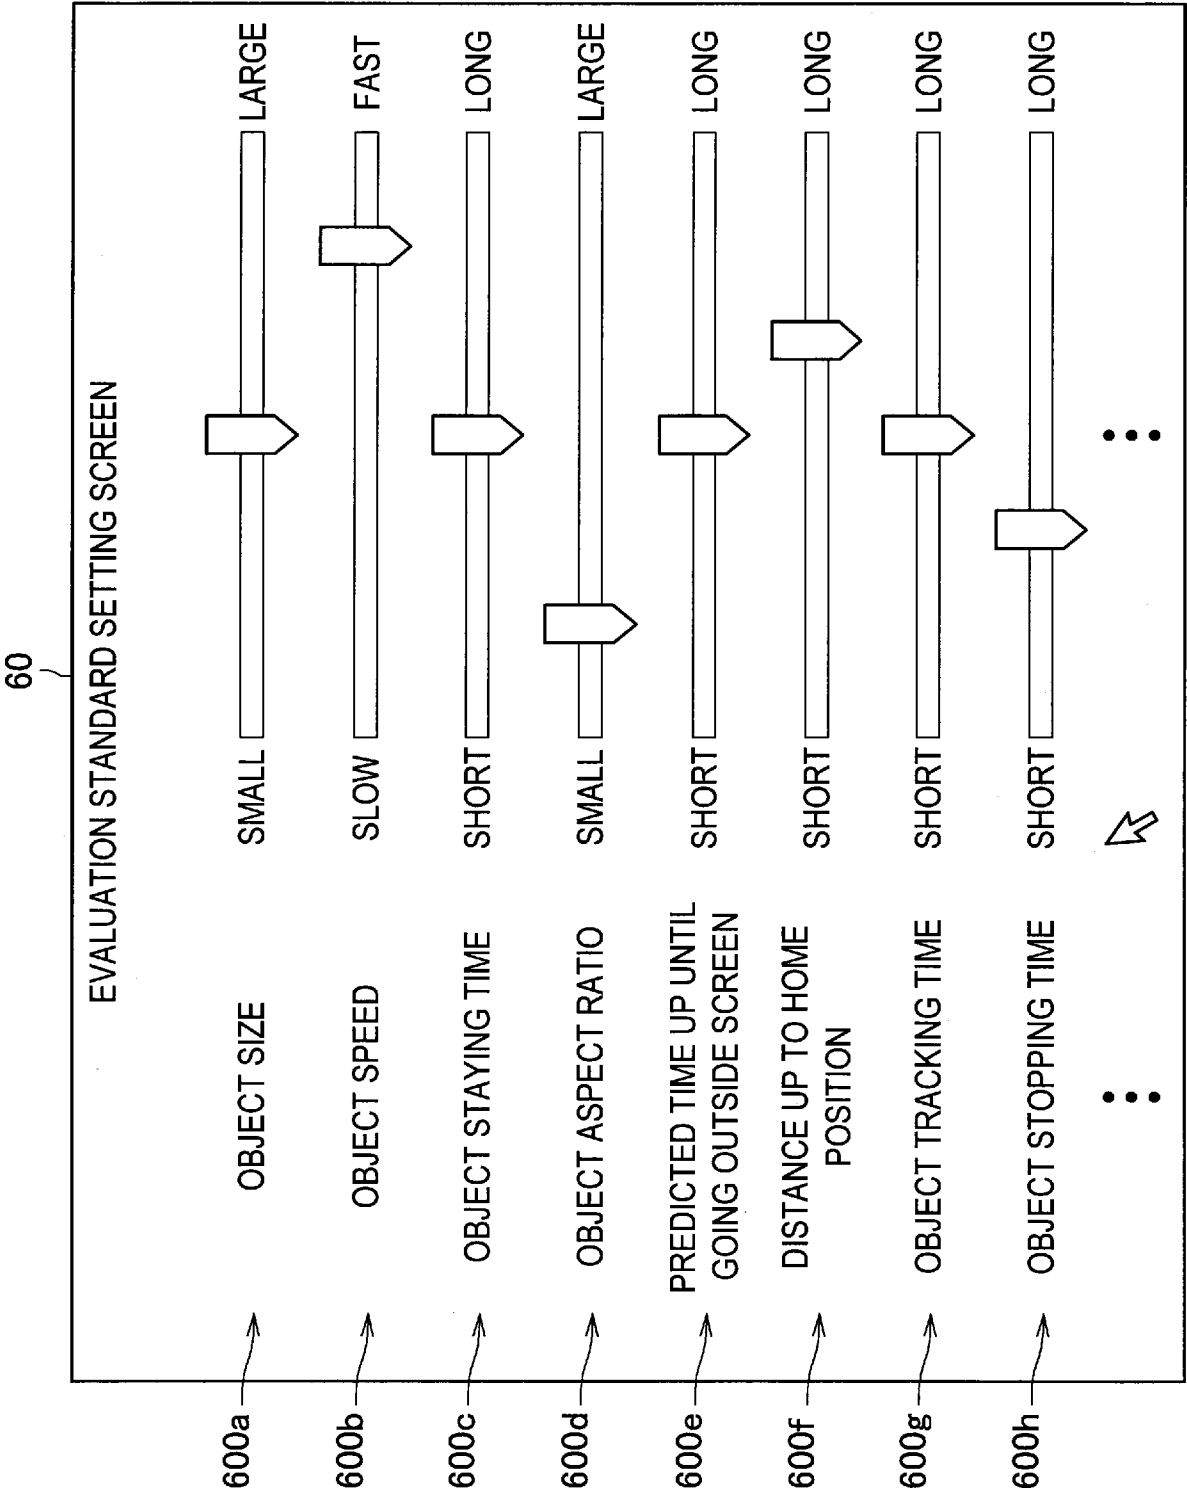 60
EVALUATION STANDARD SETTING SCREEN
600a OBJECT SIZE SMALL LARGE
600b OBJECT SPEED SLOW FAST
600c OBJECT STAYING TIME SHORT LONG
600d OBJECT ASPECT RATIO SMALL LARGE
600e PREDICTED TIME UP UNTIL
GOING OUTSIDE SCREEN SHORT LONG
600f DISTANCE UP TO HOME
POSITION SHORT LONG
600g OBJECT TRACKING TIME SHORT LONG
600h OBJECT STOPPING TIME SHORT LONG